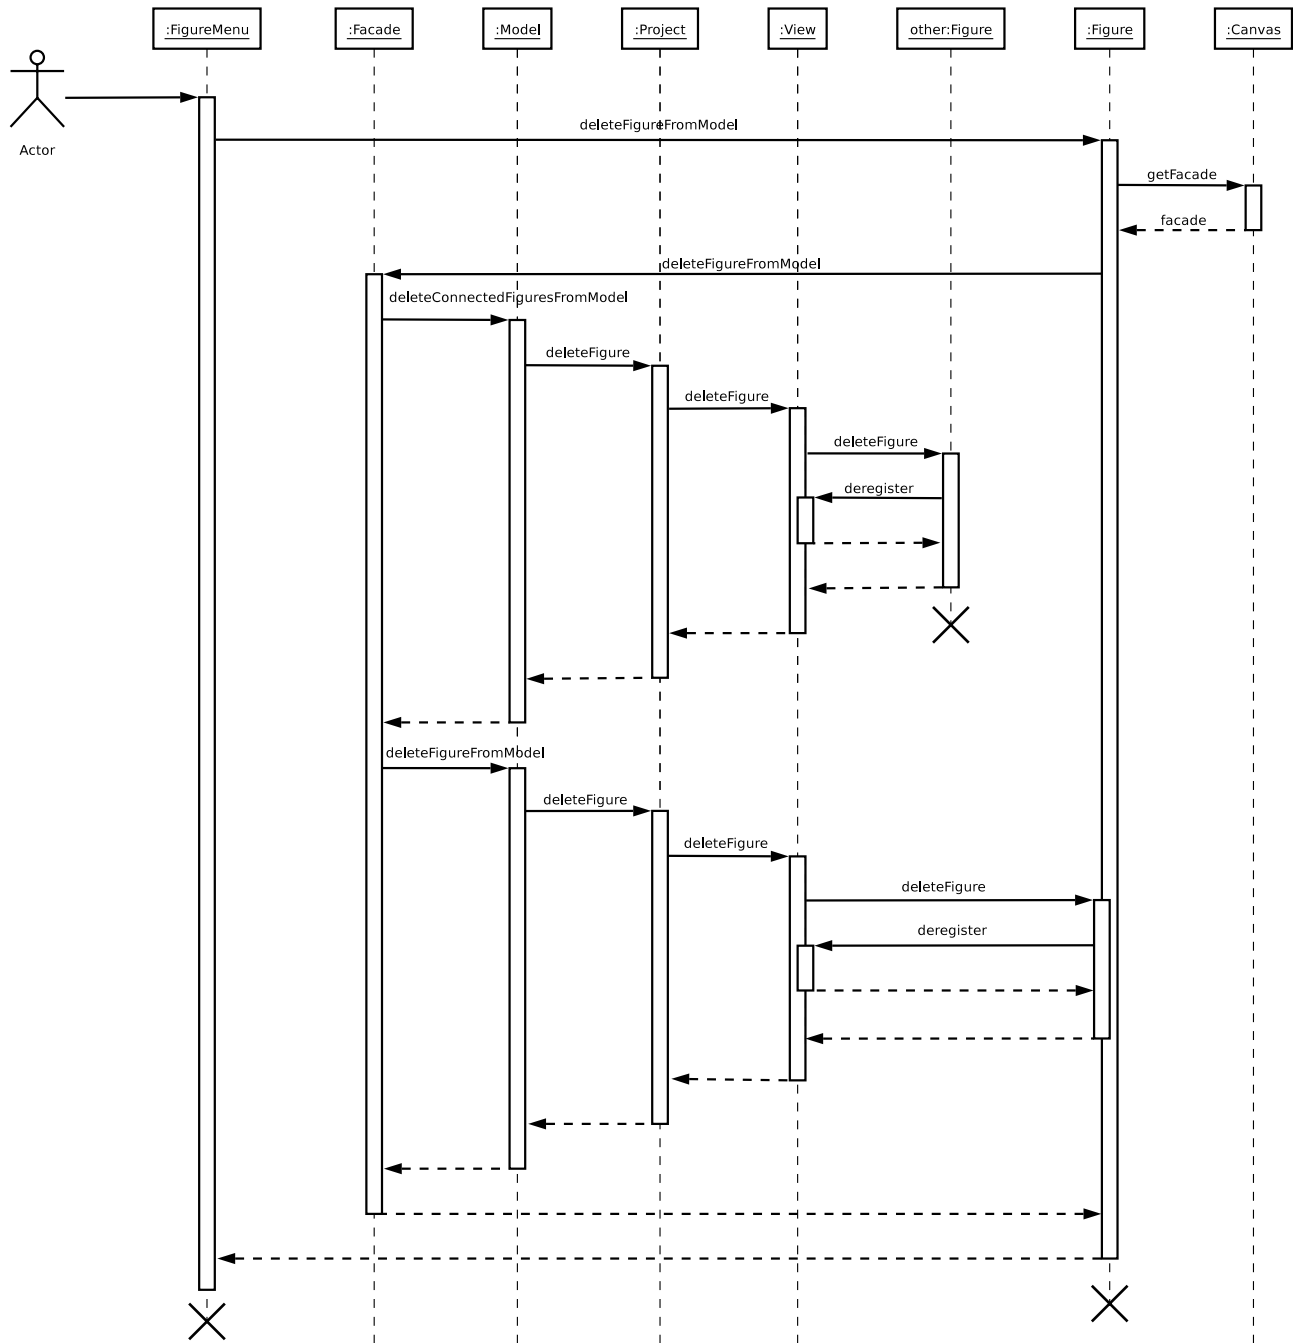 :FigureMenu
:Facade
:Model
:Project
:View
other:Figure
:Figure
:Canvas
Actor
deleteFigureFromModel
getFacade
facade
deleteFigureFromModel
deleteConnectedFiguresFromModel
deleteFigure
deleteFigure
deleteFigure
deregister
deleteFigureFromModel
deleteFigure
deleteFigure
deleteFigure
deregister